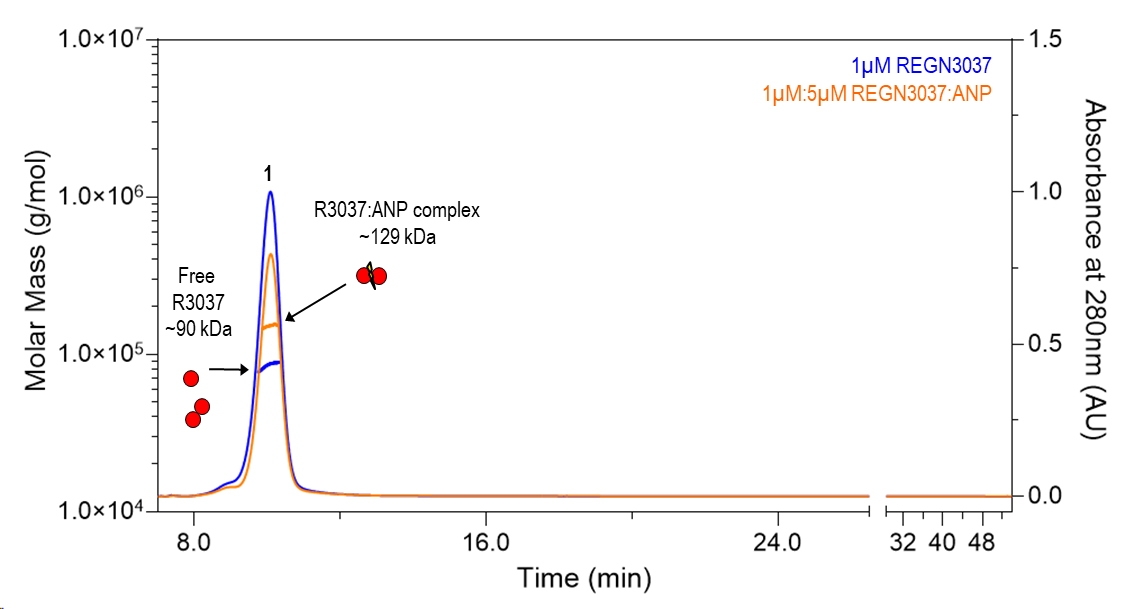 1µM REGN3037
1µM:5µM REGN3037:ANP
1
R3037:ANP complex
~129 kDa
Free
R3037
~90 kDa
Molar Mass (g/mol)
1.0×10⁷
1.0×10⁶
1.0×10⁵
1.0×10⁴
Absorbance at 280nm (AU)
1.5
1.0
0.5
0.0
8.0 16.0 24.0 32 40 48
Time (min)